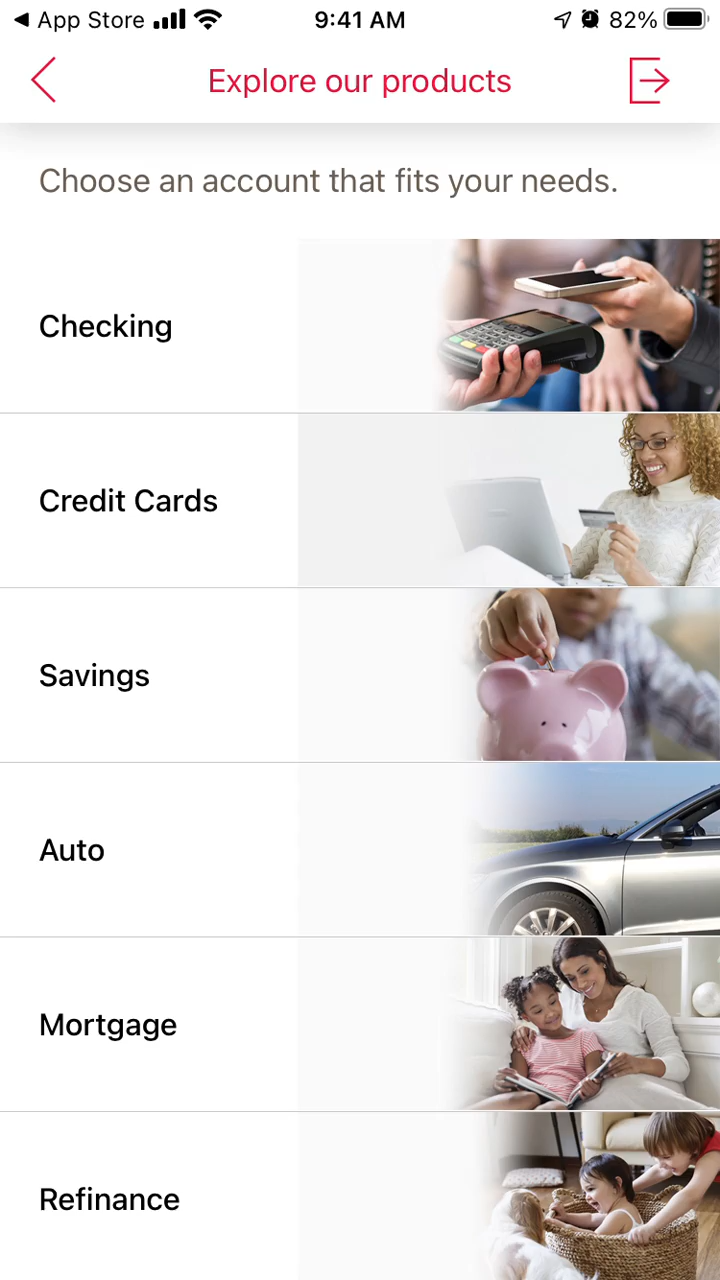 App Store 9:41 AM 82%
Explore our products
Choose an account that fits your needs.
Checking
Credit Cards
Savings
Auto
Mortgage
Refinance